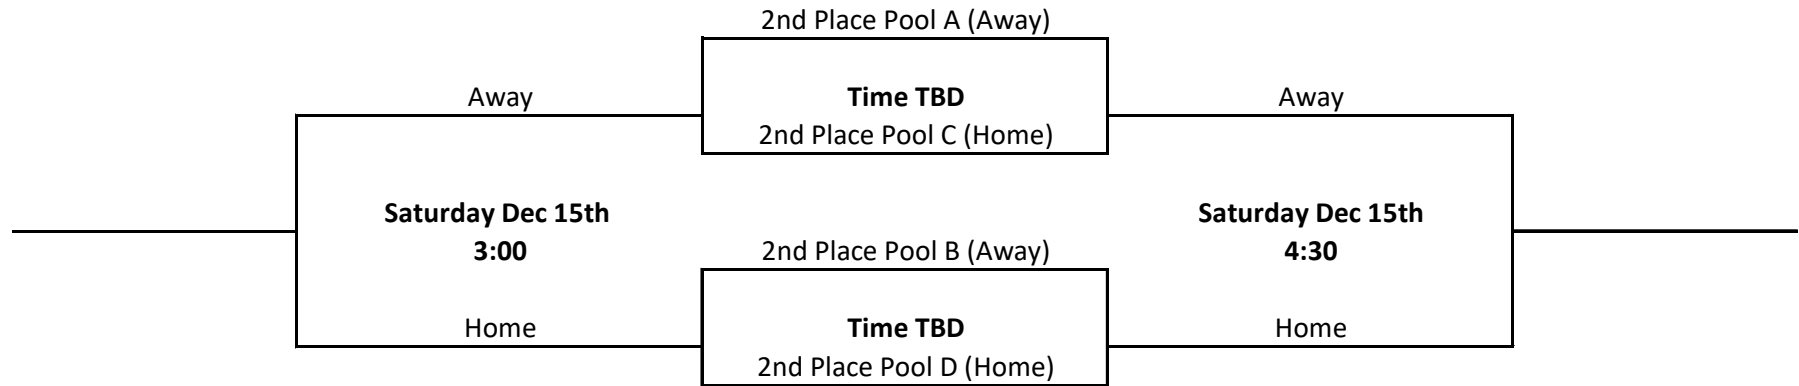 2nd Place Pool A (Away)
Away
Time TBD
Away
2nd Place Pool C (Home)
Saturday Dec 15th
3:00
Saturday Dec 15th
4:30
2nd Place Pool B (Away)
Home
Time TBD
Home
2nd Place Pool D (Home)